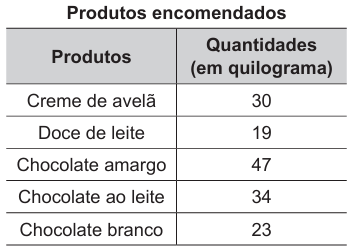 Produtos encomendados
Produtos
Quantidades
(em quilograma)
Creme de avelã 30
Doce de leite 19
Chocolate amargo 47
Chocolate ao leite 34
Chocolate branco 23